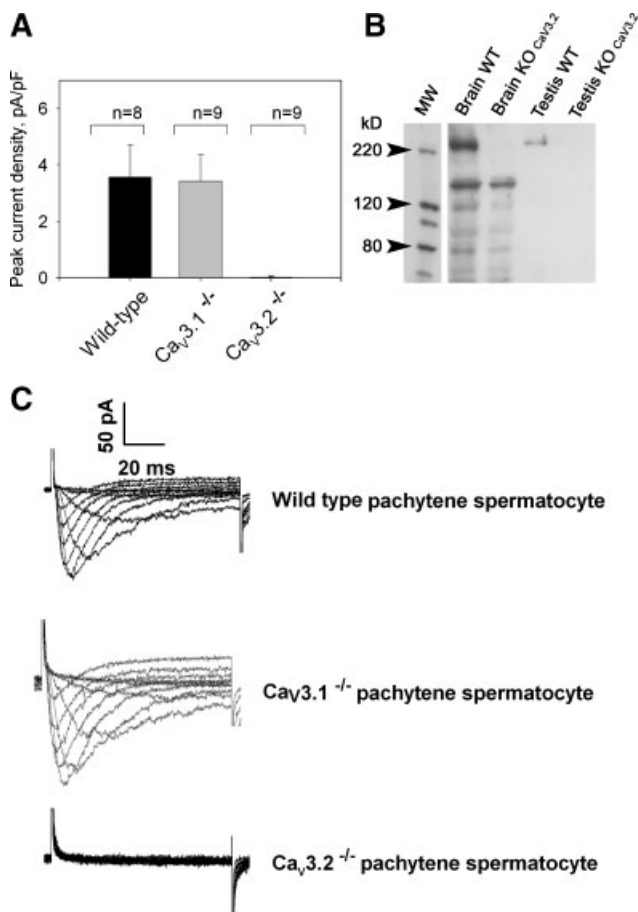 A
Peak current density, pA/pF
6
4
2
0
n=8
n=9
n=9
Wild-type
CaV3.1 -/-
CaV3.2 -/-
B
kD
MW
Brain WT
Brain KO CaV3.2
Testis WT
Testis KO CaV3.2
220
120
80
C
50 pA
20 ms
Wild type pachytene spermatocyte
CaV3.1 -/- pachytene spermatocyte
Cav3.2 -/- pachytene spermatocyte